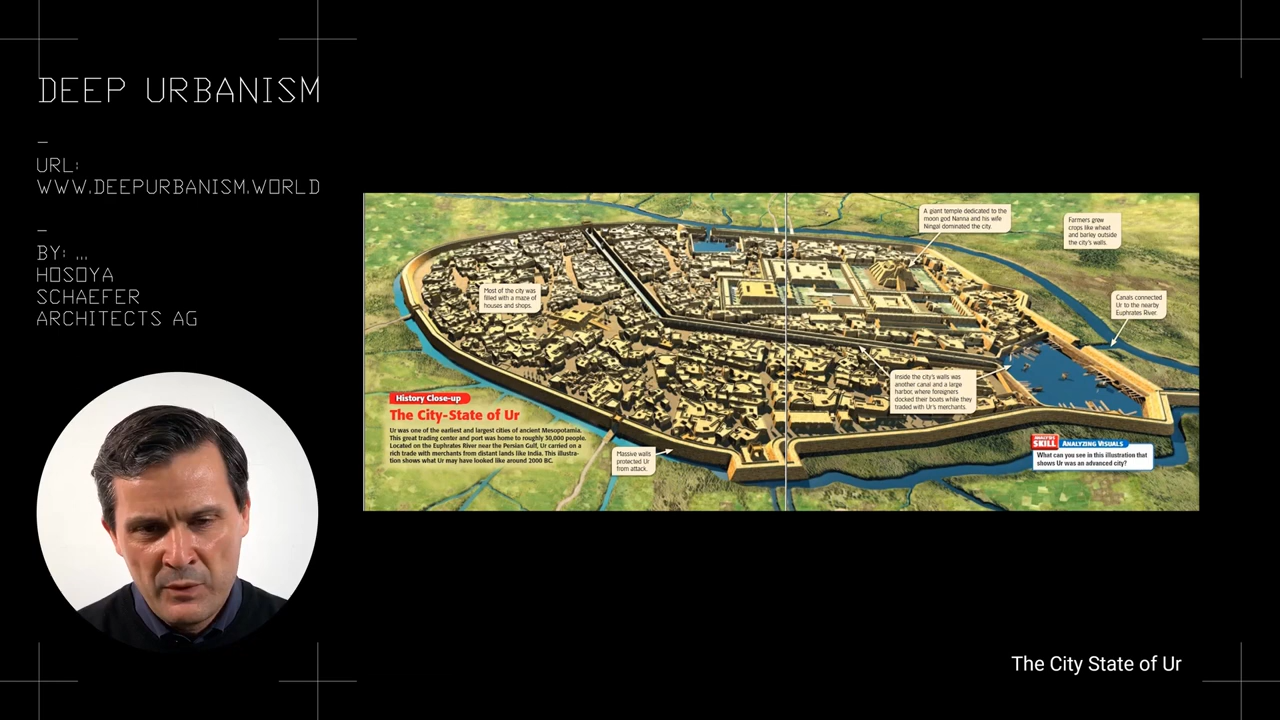 DEEP URBANISM
–
URL:
WWW.DEEPURBANISM.WORLD
–
BY: ...
HOSOYA
SCHAEFER
ARCHITECTS AG
A giant temple dedicated to the
moon god Nanna and his wife
Ningal dominated the city.
Farmers grew
crops like wheat
and barley outside
the city's walls.
Most of the city was
filled with a maze of
houses and shops.
Canals connected
Ur to the nearby
Euphrates River.
Inside the city's walls was
another canal and a large
harbor, where foreigners
docked their boats while they
traded with Ur's merchants.
History Close-up
The City-State of Ur
Ur was one of the earliest and largest cities of ancient Mesopotamia.
This great trading center and port was home to roughly 30,000 people.
Located on the Euphrates River near the Persian Gulf, Ur carried on a
rich trade with merchants from distant lands like India. This illustra-
tion shows what Ur may have looked like around 2000 BC.
Massive walls
protected Ur
from attack.
ANALYSIS
SKILL
ANALYZING VISUALS
What can you see in this illustration that
shows Ur was an advanced city?
The City State of Ur